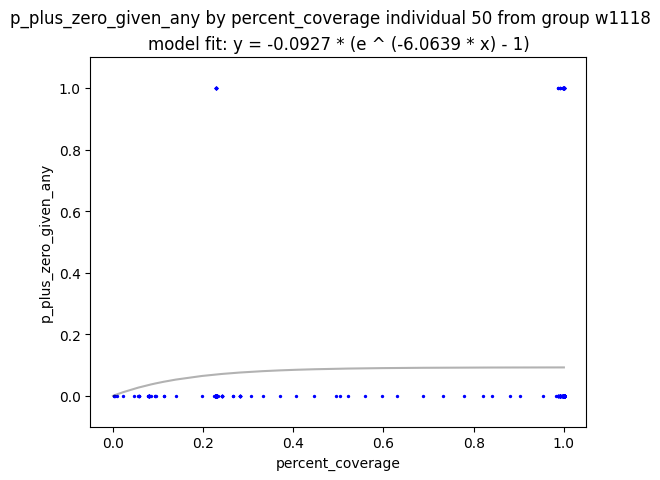 p_plus_zero_given_any by percent_coverage individual 50 from group w1118
model fit: y = -0.0927 * (e ^ (-6.0639 * x) - 1)
1.0
0.8
0.6
0.4
0.2
0.0
p_plus_zero_given_any
0.0 0.2 0.4 0.6 0.8 1.0
percent_coverage